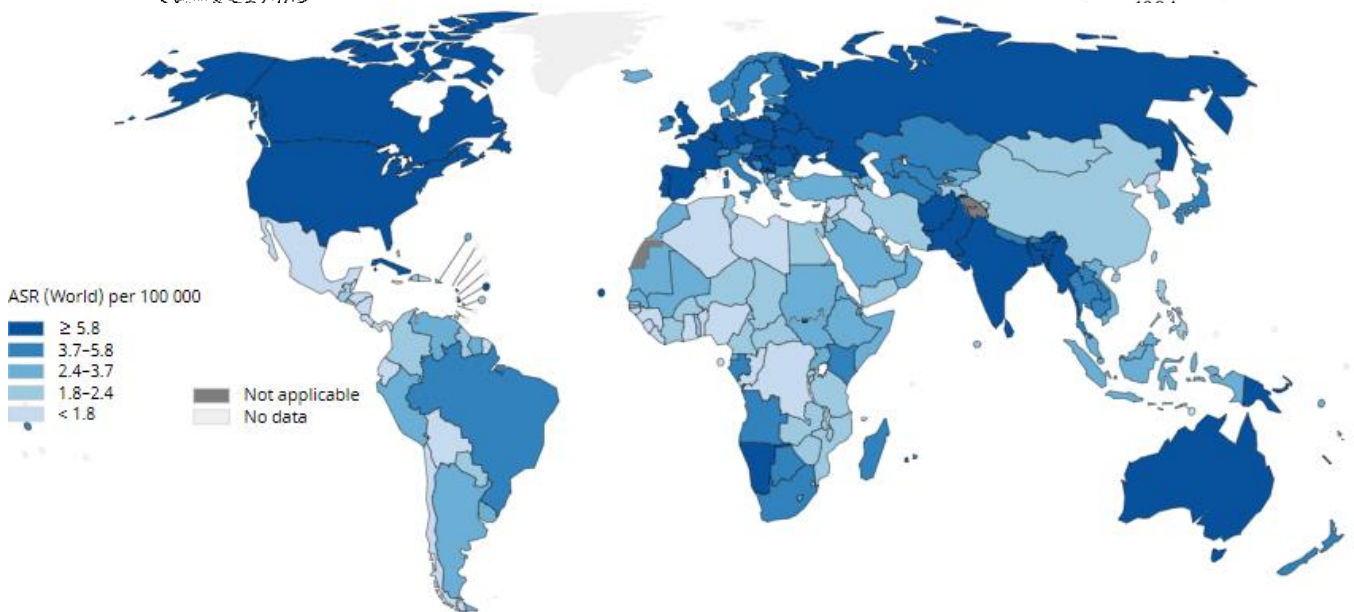 ASR (World) per 100 000
≥ 5.8
3.7–5.8
2.4–3.7
1.8–2.4
< 1.8
Not applicable
No data